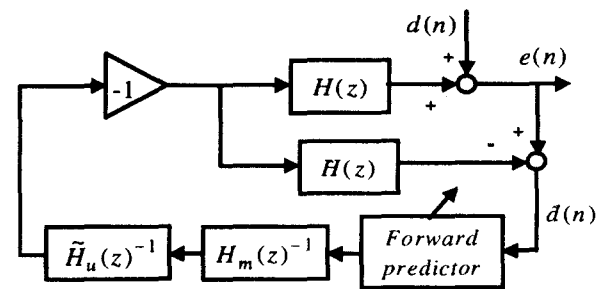 d(n)
+
e(n)
-1
H(z)
+
+
-
H(z)
d(n)
H̃ᵤ(z)⁻¹
Hₘ(z)⁻¹
Forward
predictor